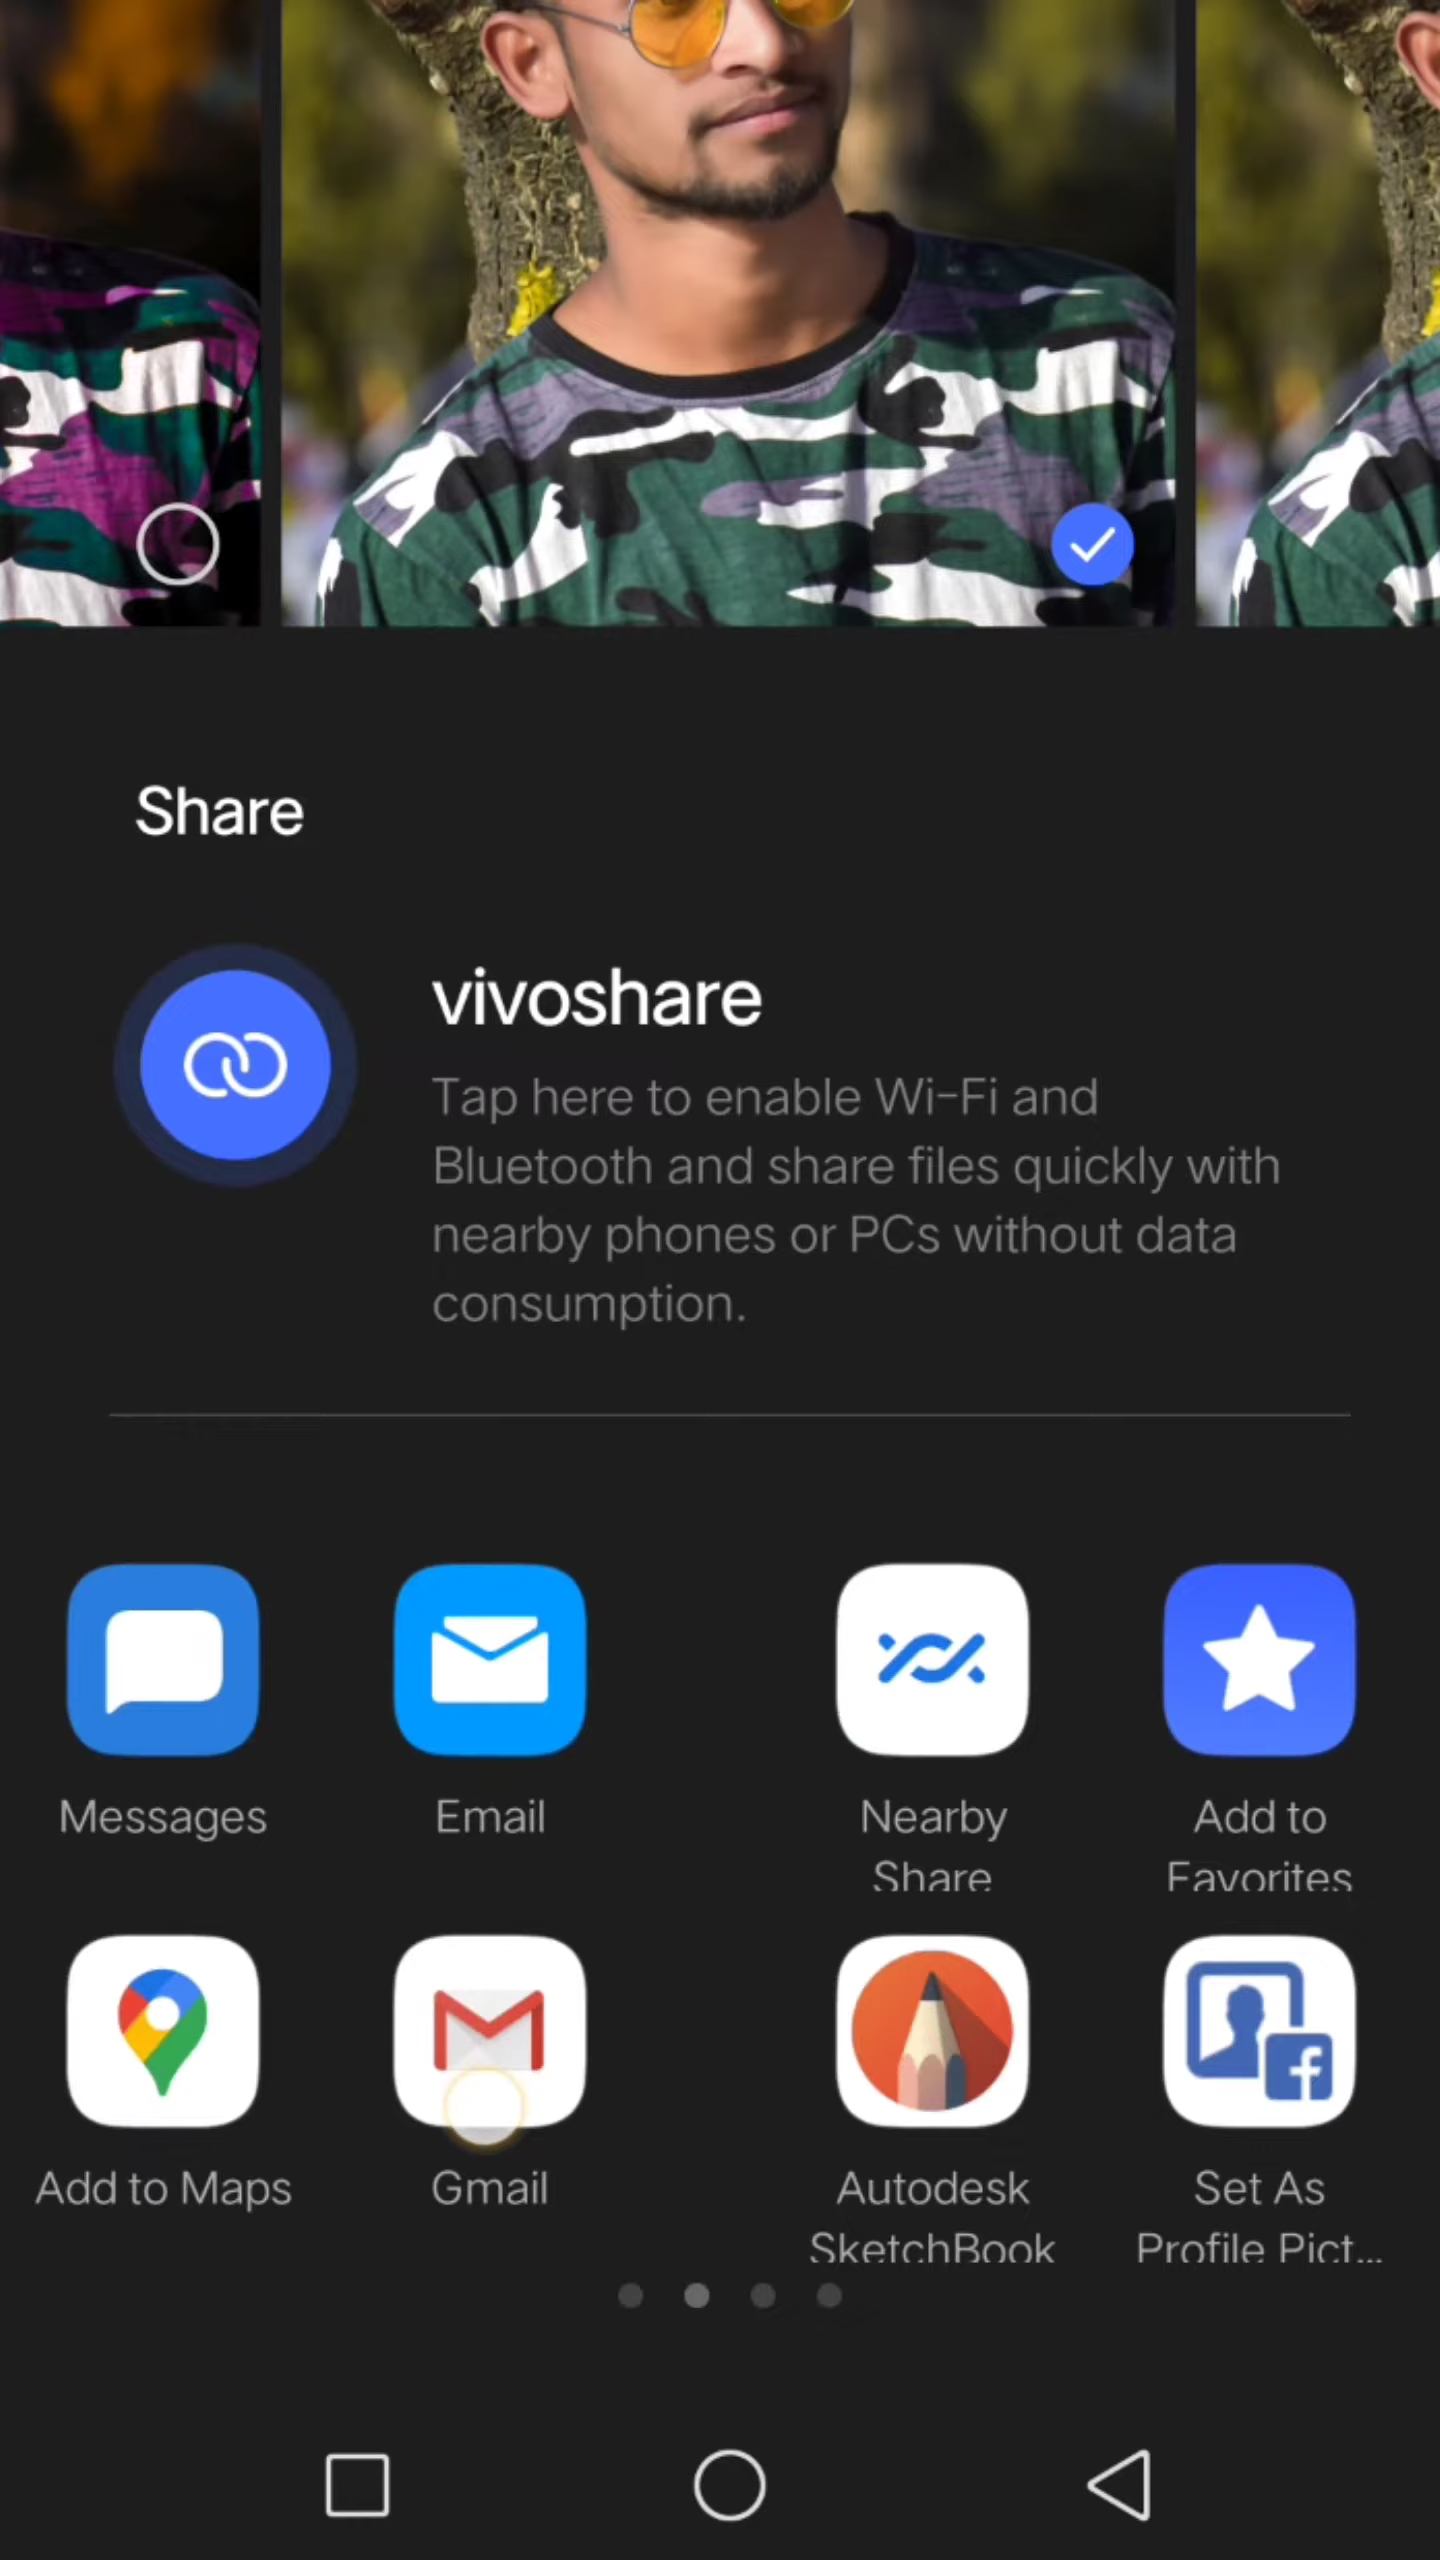 Share
vivoshare
Tap here to enable Wi-Fi and
Bluetooth and share files quickly with
nearby phones or PCs without data
consumption.
Messages
Email
Nearby
Share
Add to
Favorites
Add to Maps
Gmail
Autodesk
SketchBook
Set As
Profile Pict...